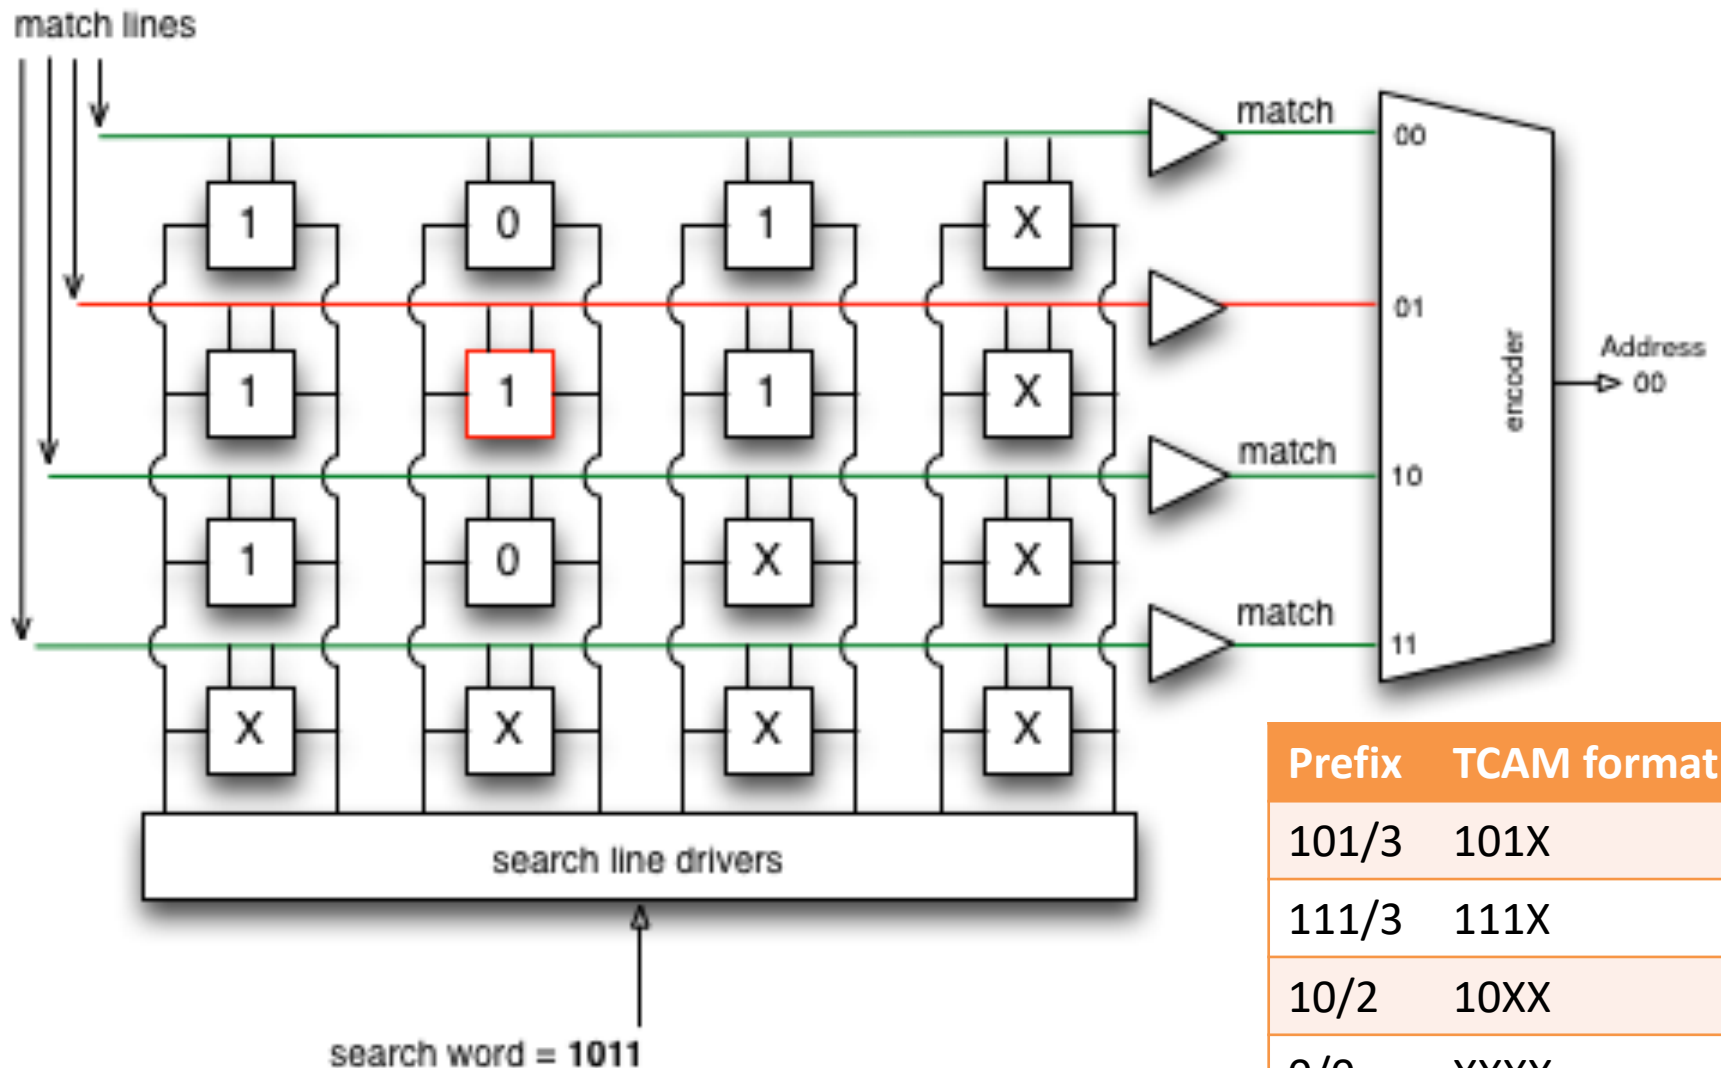 match lines
match
00
1 0 1 X
01
1 1 1 X
encoder
Address
00
match
10
1 0 X X
match
11
X X X X
search line drivers
search word = 1011
Prefix TCAM format
101/3 101X
111/3 111X
10/2 10XX